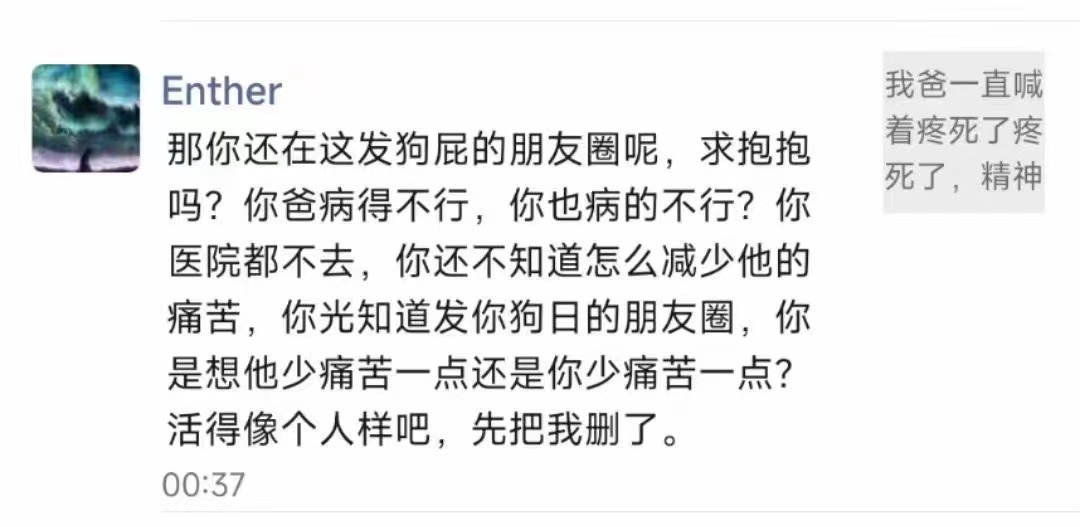 Enther
那你还在这发狗屁的朋友圈呢，求抱抱
吗？你爸病得不行，你也病的不行？你
医院都不去，你还不知道怎么减少他的
痛苦，你光知道发你狗日的朋友圈，你
是想他少痛苦一点还是你少痛苦一点？
活得像个人样吧，先把我删了。
00:37
我爸一直喊
着疼死了疼
死了，精神